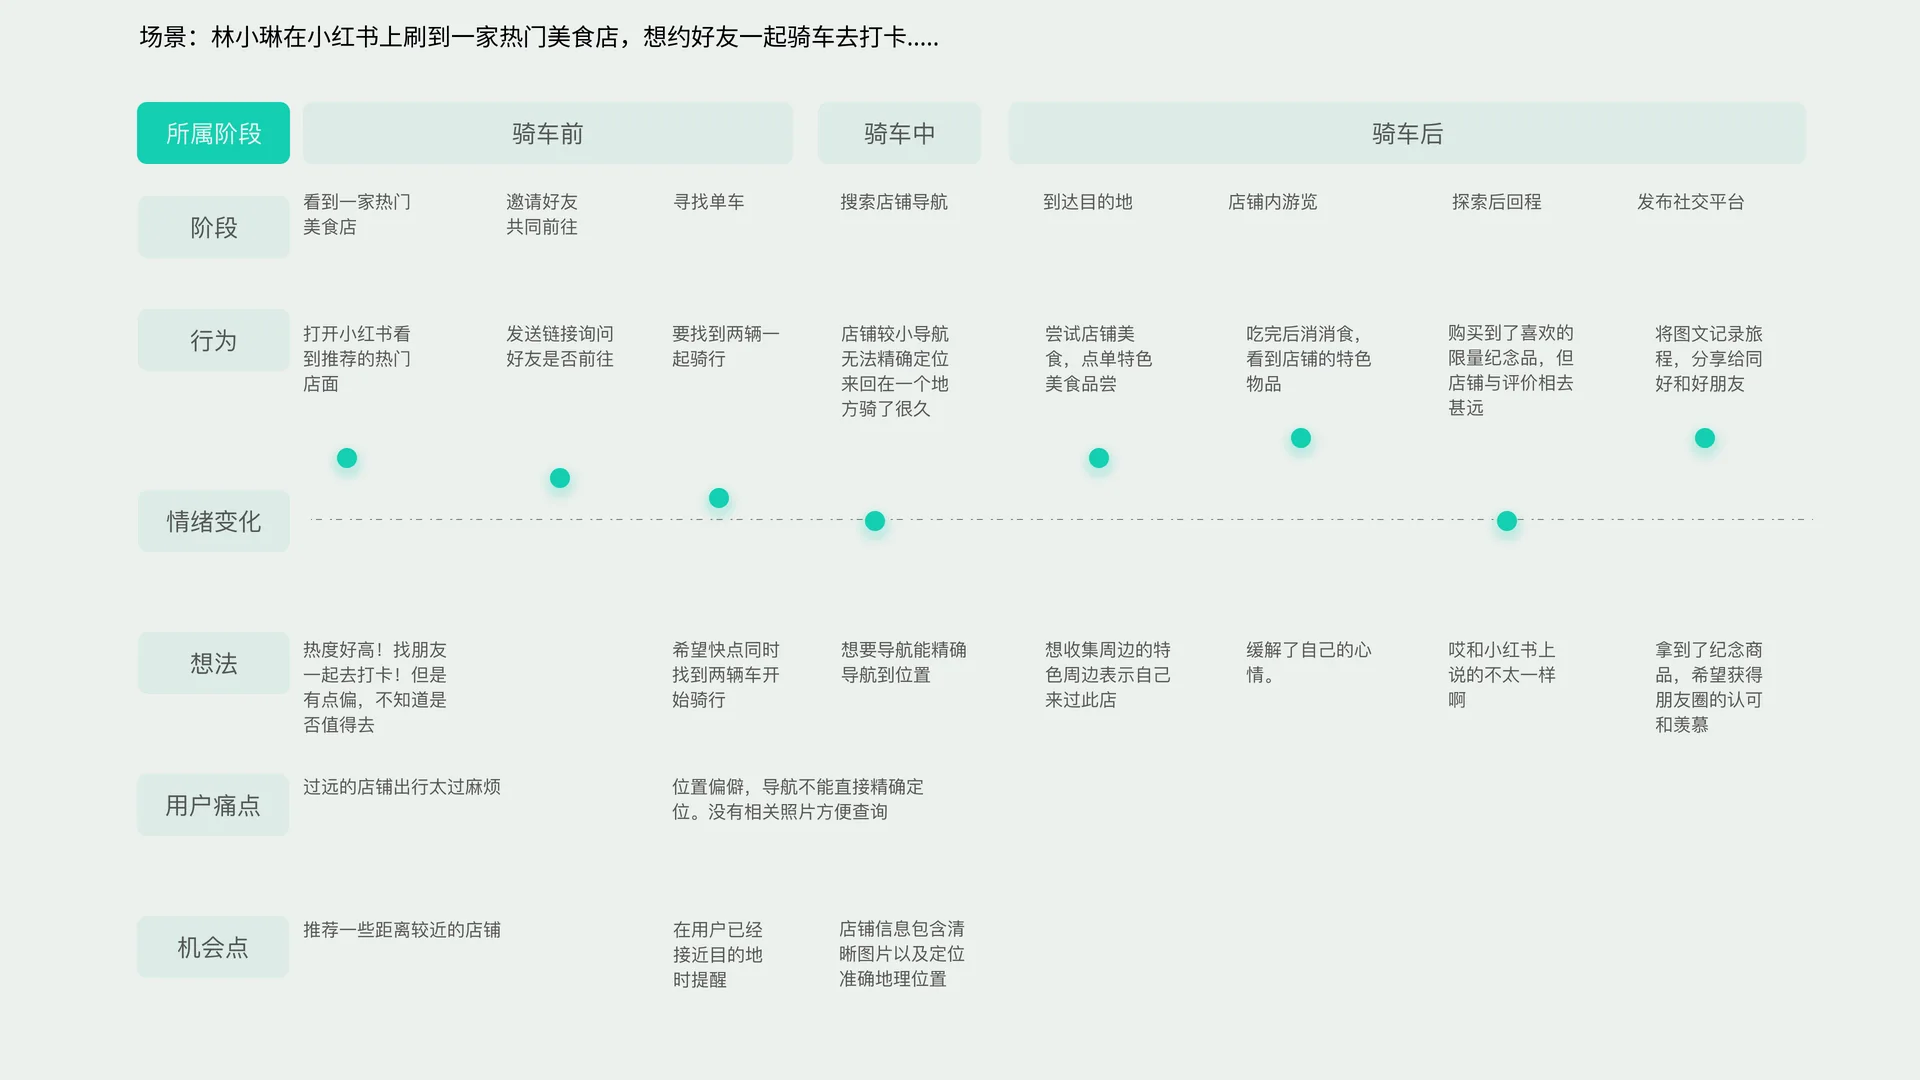 场景：林小琳在小红书上刷到一家热门美食店，想约好友一起骑车去打卡.....
所属阶段
骑车前
骑车中
骑车后
阶段
看到一家热门
美食店
邀请好友
共同前往
寻找单车
搜索店铺导航
到达目的地
店铺内游览
探索后回程
发布社交平台
行为
打开小红书看
到推荐的热门
店面
发送链接询问
好友是否前往
要找到两辆一
起骑行
店铺较小导航
无法精确定位
来回在一个地
方骑了很久
尝试店铺美
食，点单特色
美食品尝
吃完后消消食，
看到店铺的特色
物品
购买到了喜欢的
限量纪念品，但
店铺与评价相去
甚远
将图文记录旅
程，分享给同
好和好朋友
情绪变化
想法
热度好高！找朋友
一起去打卡！但是
有点偏，不知道是
否值得去
希望快点同时
找到两辆车开
始骑行
想要导航能精确
导航到位置
想收集周边的特
色周边表示自己
来过此店
缓解了自己的心
情。
哎和小红书上
说的不太一样
啊
拿到了纪念商
品，希望获得
朋友圈的认可
和羡慕
用户痛点
过远的店铺出行太过麻烦
位置偏僻，导航不能直接精确定
位。没有相关照片方便查询
机会点
推荐一些距离较近的店铺
在用户已经
接近目的地
时提醒
店铺信息包含清
晰图片以及定位
准确地理位置